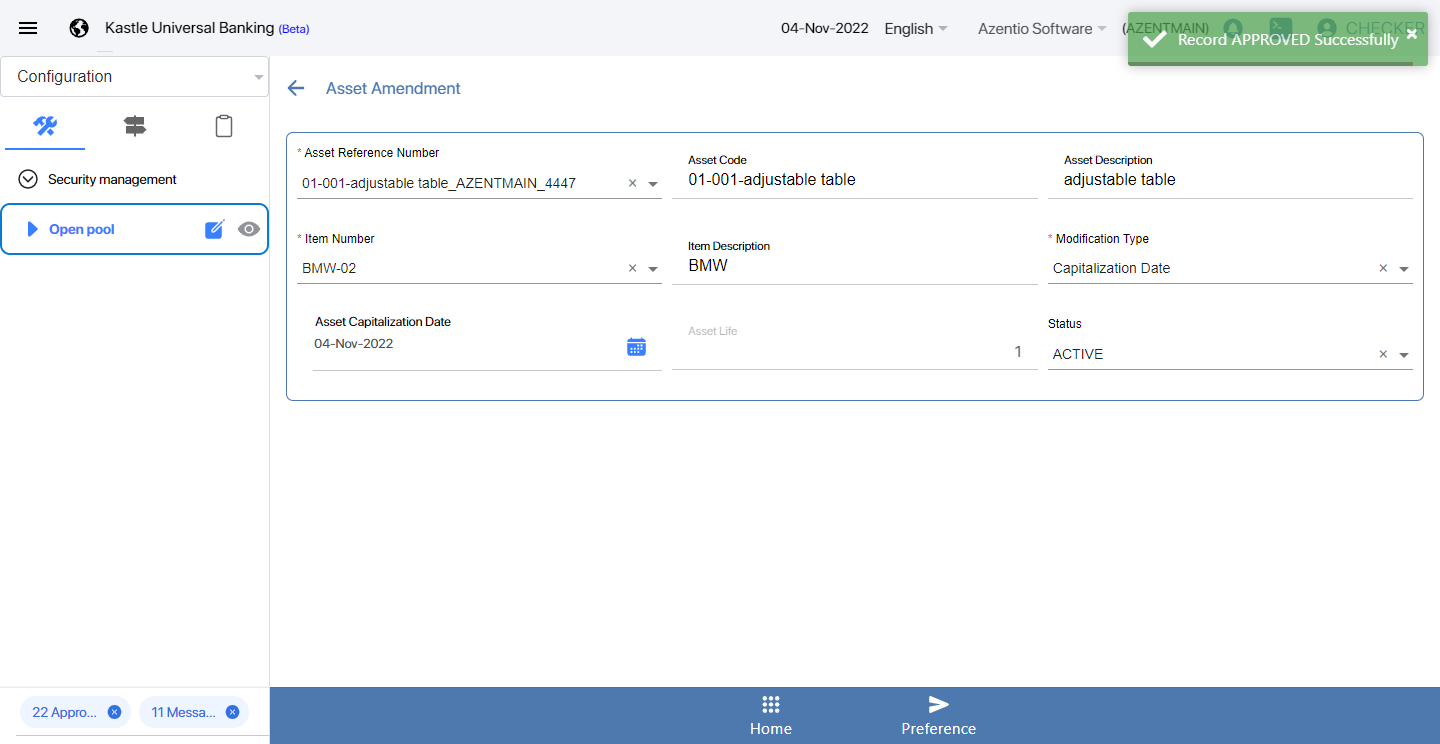 Kastle Universal Banking (Beta)
04-Nov-2022
English
Azentio Software
(AZENTMAIN)
CHECKER
Record APPROVED Successfully
Configuration
Security management
Open pool
Asset Amendment
* Asset Reference Number
01-001-adjustable table_AZENTMAIN_4447
Asset Code
01-001-adjustable table
Asset Description
adjustable table
* Item Number
BMW-02
Item Description
BMW
* Modification Type
Capitalization Date
Asset Capitalization Date
04-Nov-2022
Asset Life
1
Status
ACTIVE
22 Appro...
11 Messa...
Home
Preference